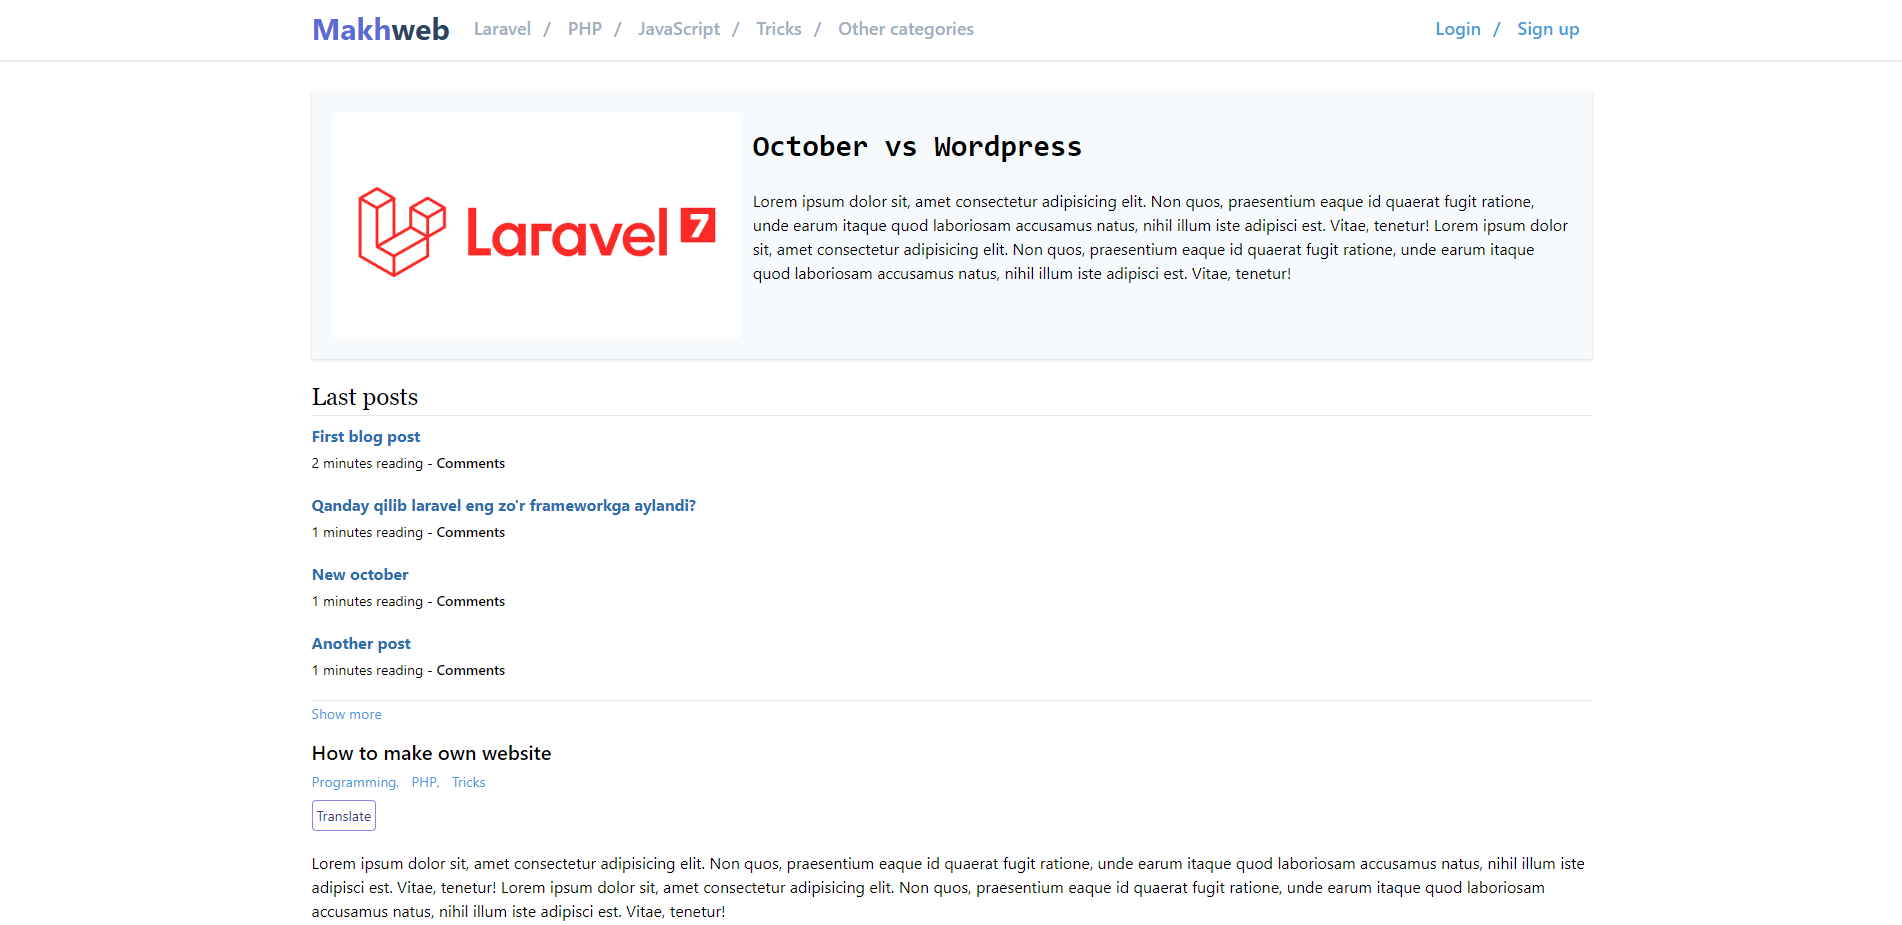 Makhweb Laravel / PHP / JavaScript / Tricks / Other categories Login / Sign up
Laravel 7
October vs Wordpress
Lorem ipsum dolor sit, amet consectetur adipisicing elit. Non quos, praesentium eaque id quaerat fugit ratione,
unde earum itaque quod laboriosam accusamus natus, nihil illum iste adipisci est. Vitae, tenetur! Lorem ipsum dolor
sit, amet consectetur adipisicing elit. Non quos, praesentium eaque id quaerat fugit ratione, unde earum itaque
quod laboriosam accusamus natus, nihil illum iste adipisci est. Vitae, tenetur!
Last posts
First blog post
2 minutes reading - Comments
Qanday qilib laravel eng zo'r frameworkga aylandi?
1 minutes reading - Comments
New october
1 minutes reading - Comments
Another post
1 minutes reading - Comments
Show more
How to make own website
Programming, PHP, Tricks
Translate
Lorem ipsum dolor sit, amet consectetur adipisicing elit. Non quos, praesentium eaque id quaerat fugit ratione, unde earum itaque quod laboriosam accusamus natus, nihil illum iste
adipisci est. Vitae, tenetur! Lorem ipsum dolor sit, amet consectetur adipisicing elit. Non quos, praesentium eaque id quaerat fugit ratione, unde earum itaque quod laboriosam
accusamus natus, nihil illum iste adipisci est. Vitae, tenetur!